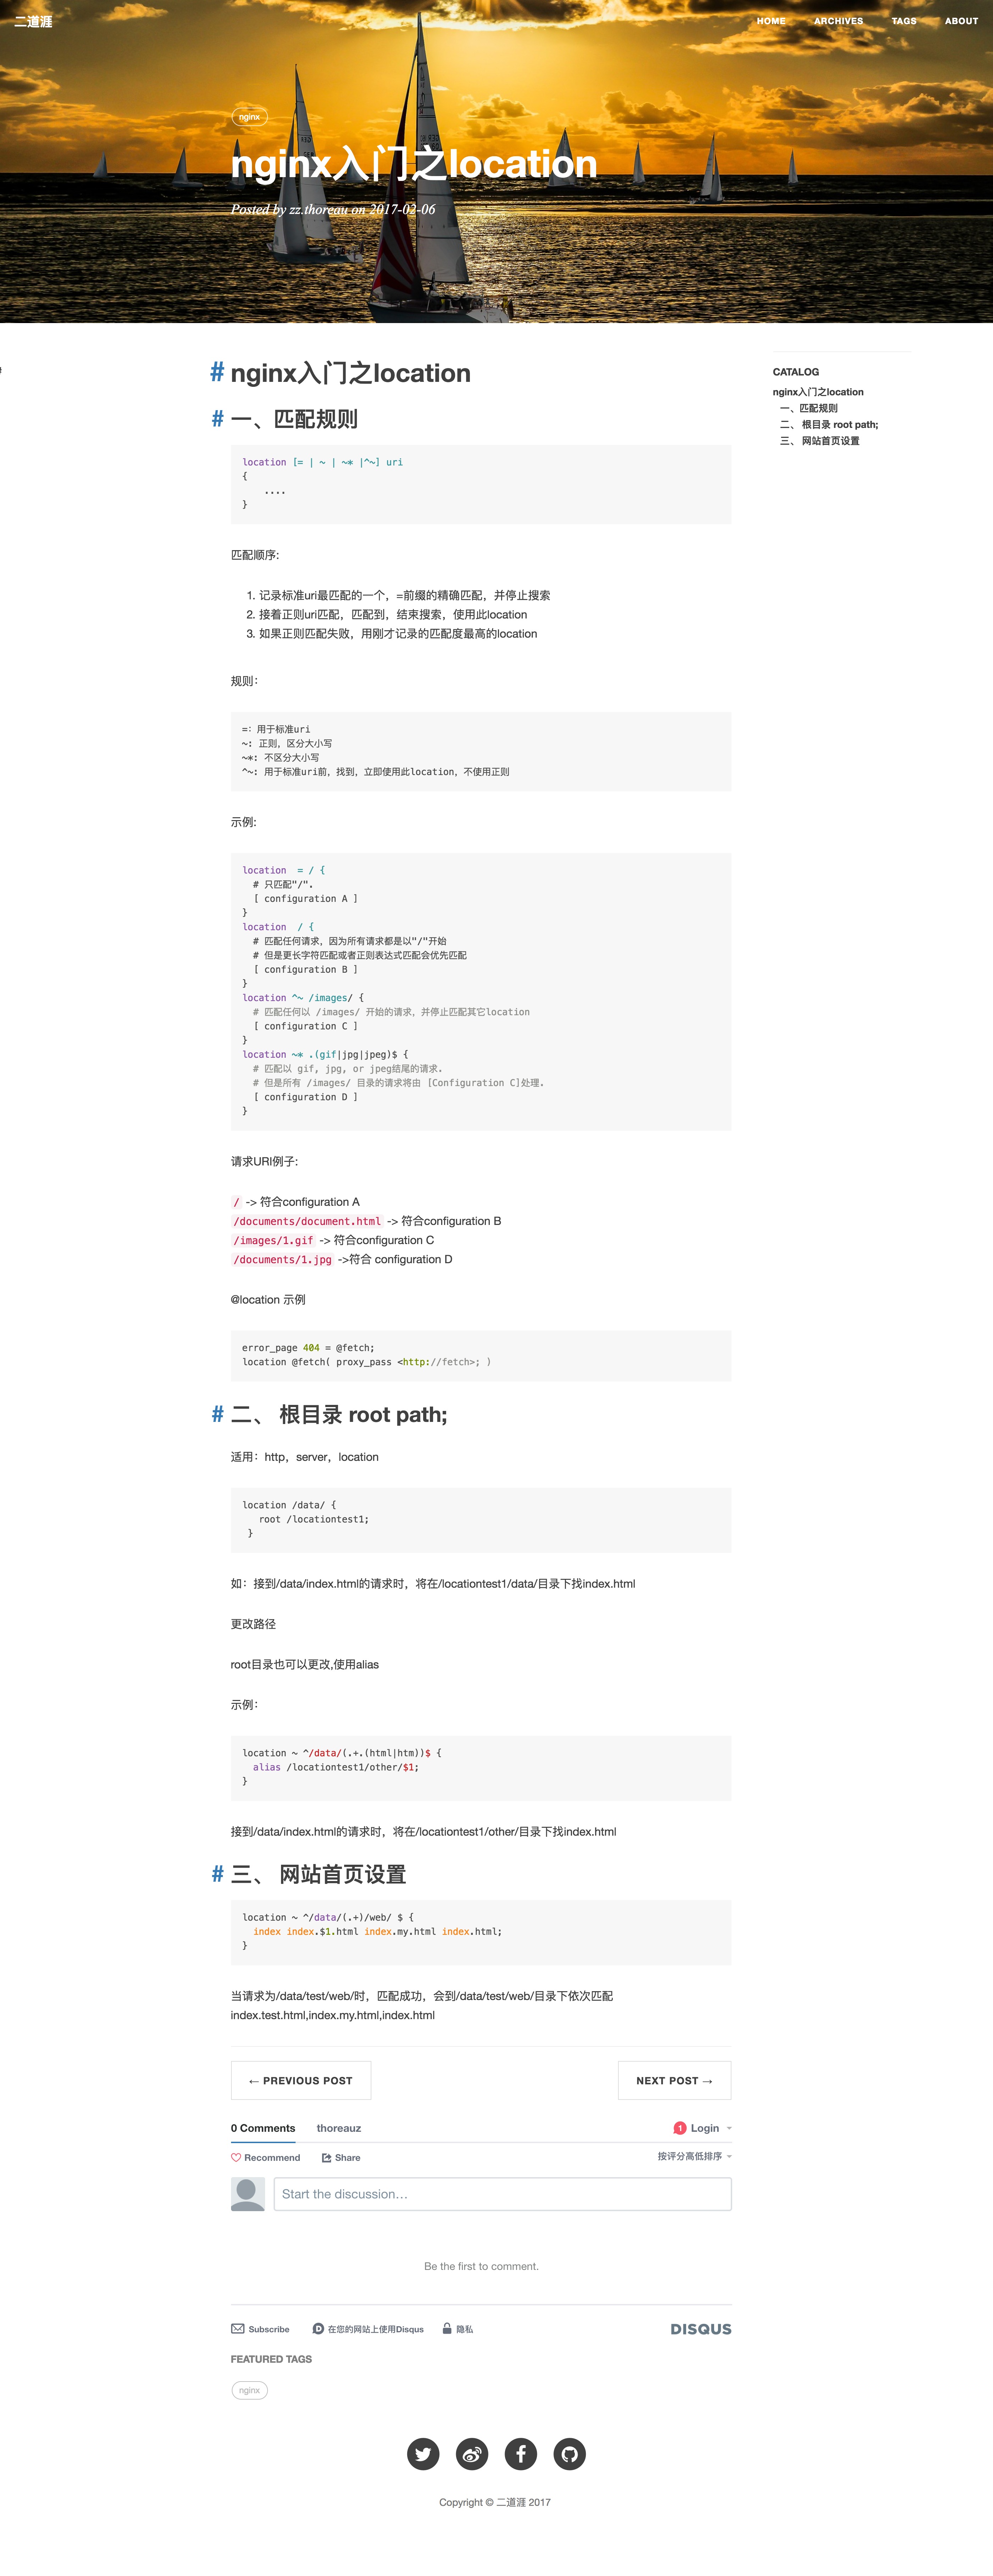 二道涯
HOME
ARCHIVES
TAGS
ABOUT
nginx
nginx入门之location
Posted by zz.thoreau on 2017-02-06
# nginx入门之location
# 一、匹配规则
location [= | ~ | ~* |^~] uri
{
....
}
匹配顺序:
1. 记录标准uri最匹配的一个，=前缀的精确匹配，并停止搜索
2. 接着正则uri匹配，匹配到，结束搜索，使用此location
3. 如果正则匹配失败，用刚才记录的匹配度最高的location
规则：
=: 用于标准uri
~: 正则，区分大小写
~*: 不区分大小写
^~: 用于标准uri前，找到，立即使用此location，不使用正则
示例:
location  = / {
# 只匹配"/".
[ configuration A ]
}
location  / {
# 匹配任何请求，因为所有请求都是以"/"开始
# 但是更长字符匹配或者正则表达式匹配会优先匹配
[ configuration B ]
}
location ^~ /images/ {
# 匹配任何以 /images/ 开始的请求，并停止匹配其它location
[ configuration C ]
}
location ~* .(gif|jpg|jpeg)$ {
# 匹配以 gif, jpg, or jpeg结尾的请求.
# 但是所有 /images/ 目录的请求将由 [Configuration C]处理.
[ configuration D ]
}
请求URI例子:
/ -> 符合configuration A
/documents/document.html -> 符合configuration B
/images/1.gif -> 符合configuration C
/documents/1.jpg ->符合 configuration D
@location 示例
error_page 404 = @fetch;
location @fetch( proxy_pass <http://fetch>; )
# 二、 根目录 root path;
适用：http，server，location
location /data/ {
root /locationtest1;
}
如：接到/data/index.html的请求时，将在/locationtest1/data/目录下找index.html
更改路径
root目录也可以更改,使用alias
示例：
location ~ ^/data/(.+.(html|htm))$ {
alias /locationtest1/other/$1;
}
接到/data/index.html的请求时，将在/locationtest1/other/目录下找index.html
# 三、 网站首页设置
location ~ ^/data/(.+)/web/ $ {
index index.$1.html index.my.html index.html;
}
当请求为/data/test/web/时，匹配成功，会到/data/test/web/目录下依次匹配
index.test.html,index.my.html,index.html
← PREVIOUS POST
NEXT POST →
0 Comments
thoreauz
1
Login
Recommend
Share
按评分高低排序
Start the discussion…
Be the first to comment.
Subscribe
D 在您的网站上使用Disqus
隐私
DISQUS
FEATURED TAGS
nginx
Copyright © 二道涯 2017
CATALOG
nginx入门之location
一、匹配规则
二、 根目录 root path;
三、 网站首页设置